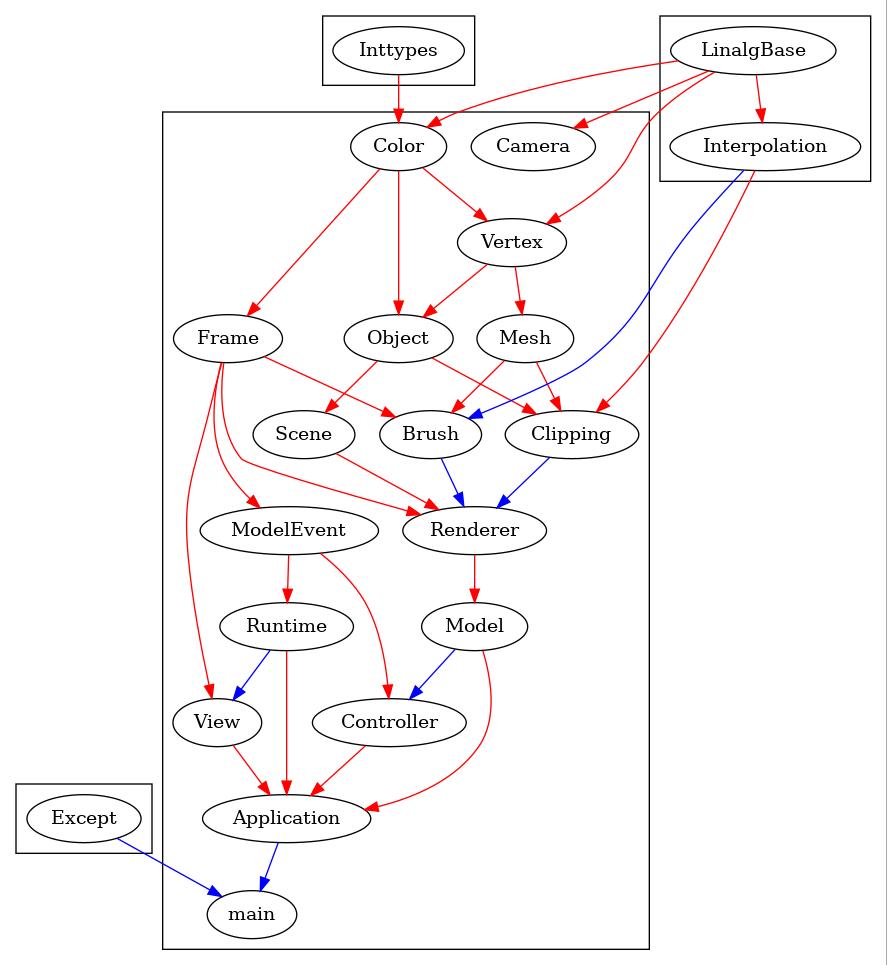 Inttypes
LinalgBase
Color
Camera
Interpolation
Vertex
Frame
Object
Mesh
Scene
Brush
Clipping
ModelEvent
Renderer
Runtime
Model
View
Controller
Except
Application
main